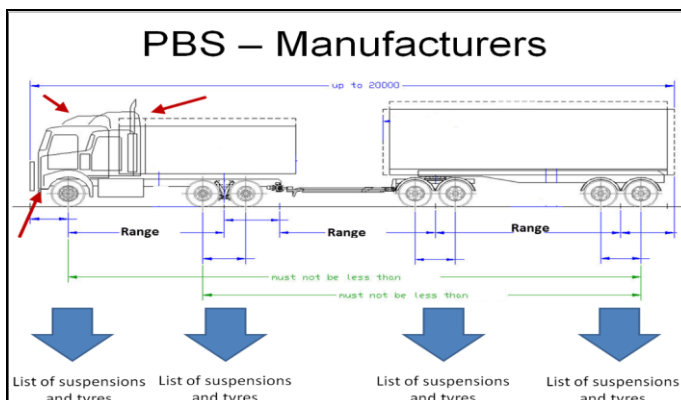 PBS – Manufacturers
up to 20000
Range
Range
Range
must not be less than
must not be less than
List of suspensions
and tyres
List of suspensions
and tyres
List of suspensions
and tyres
List of suspensions
and tyres